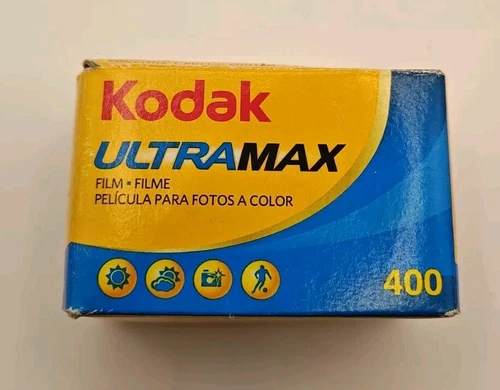 Kodak
ULTRAMAX
FILM ▪ FILME
PELÍCULA PARA FOTOS A COLOR
400